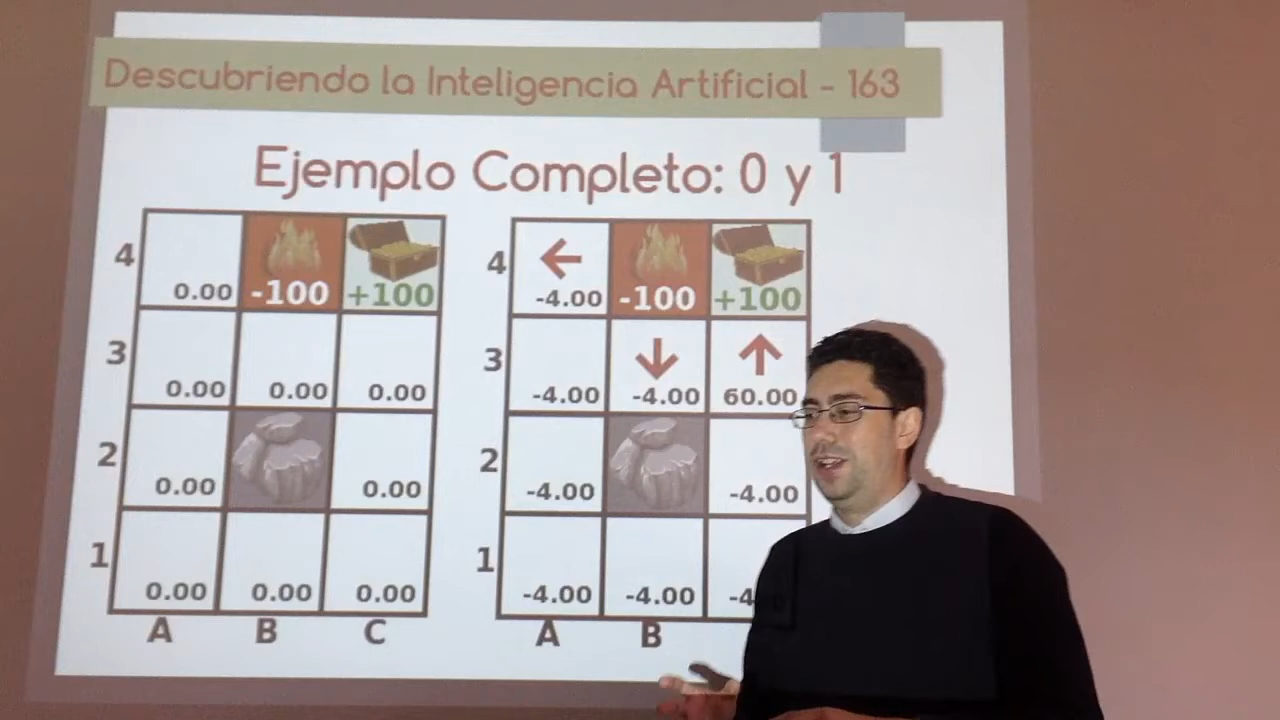 Descubriendo la Inteligencia Artificial - 163
Ejemplo Completo: 0 y 1
4 0.00 -100 +100
3 0.00 0.00 0.00
2 0.00 0.00
1 0.00 0.00 0.00
A B C
4 -4.00 -100 +100
3 -4.00 -4.00 60.00
2 -4.00 -4.00
1 -4.00 -4.00
A B